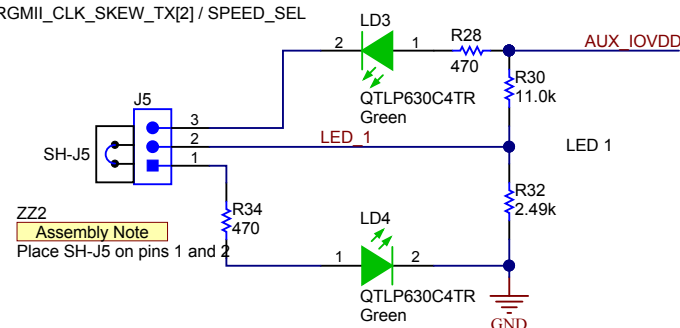 RGMII_CLK_SKEW_TX[2] / SPEED_SEL
LD3
R28
AUX_IOVDD
2
1
470
R30
11.0k
QTLP630C4TR
Green
J5
3
2
1
LED_1
LED 1
SH-J5
R34
470
R32
2.49k
ZZ2
Assembly Note
Place SH-J5 on pins 1 and 2
LD4
1
2
QTLP630C4TR
Green
GND